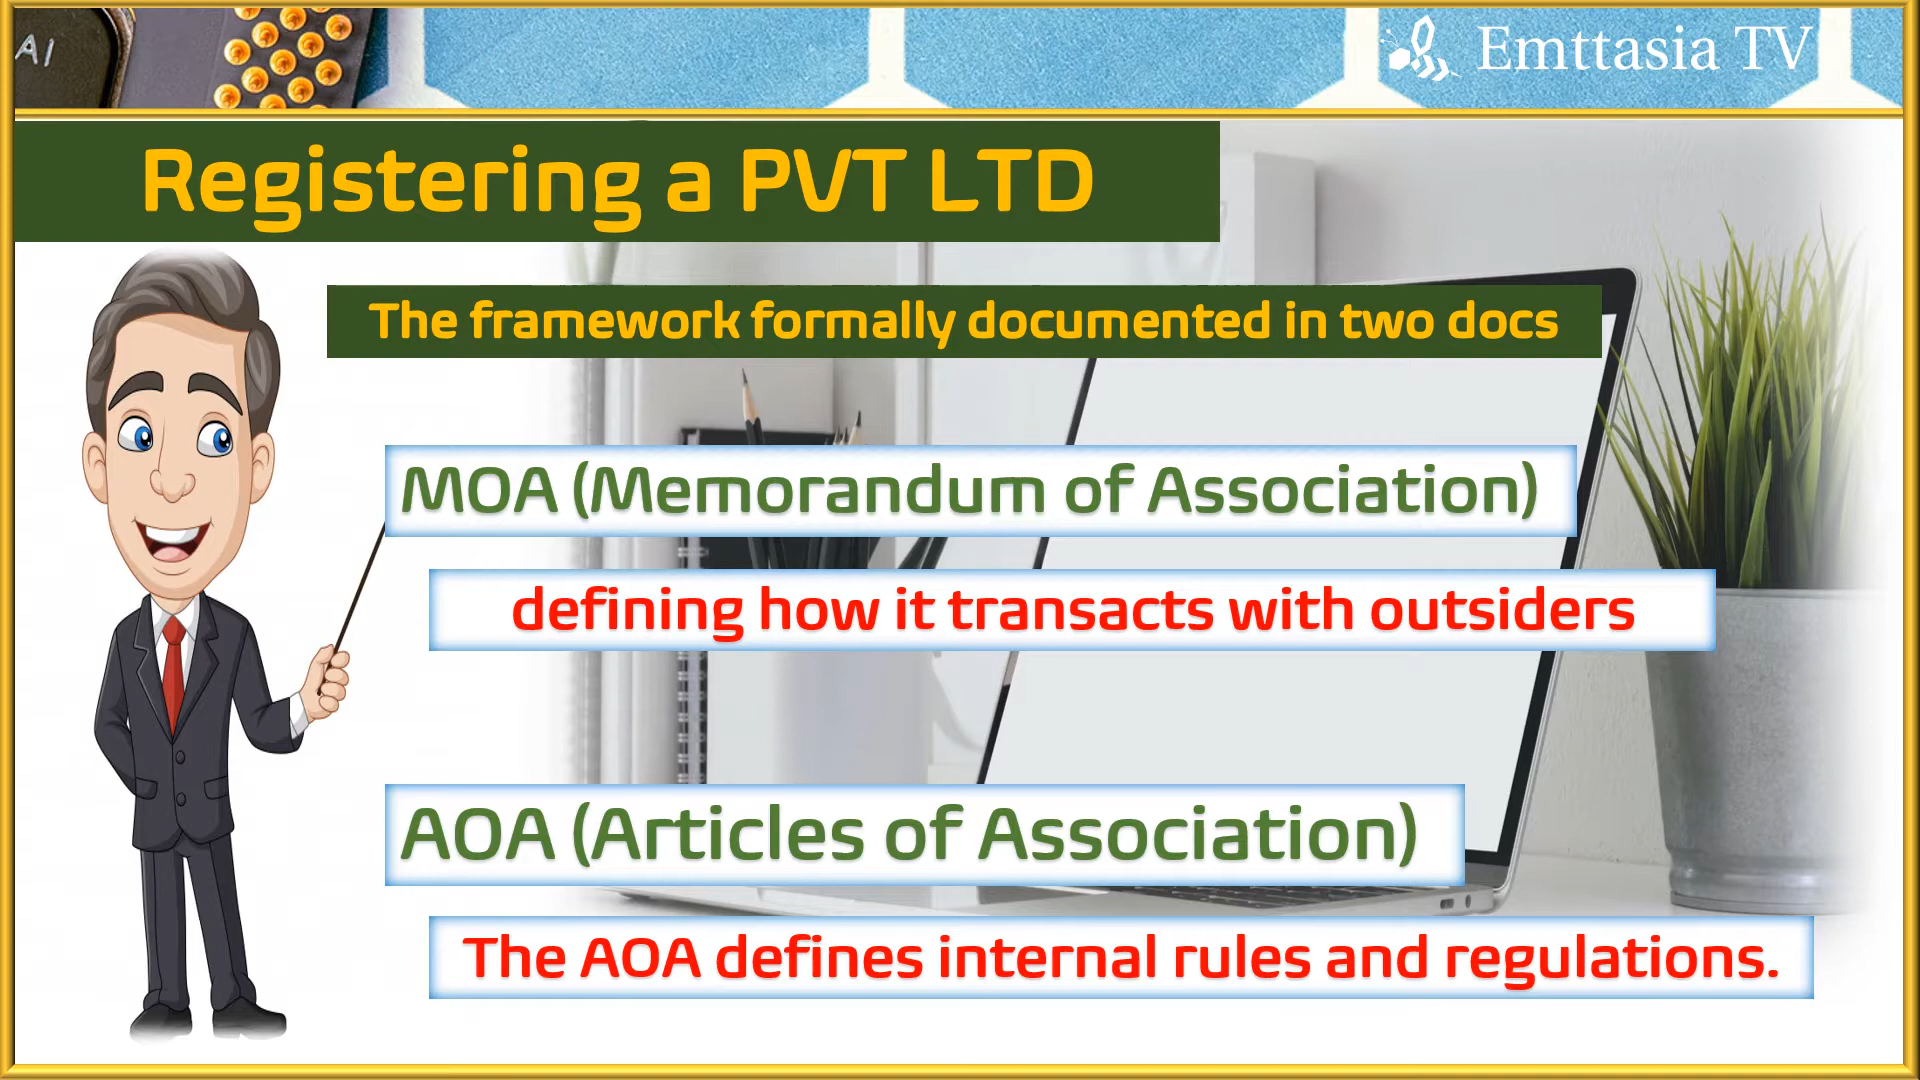 AI
Emttasia TV
Registering a PVT LTD
The framework formally documented in two docs
MOA (Memorandum of Association)
defining how it transacts with outsiders
AOA (Articles of Association)
The AOA defines internal rules and regulations.